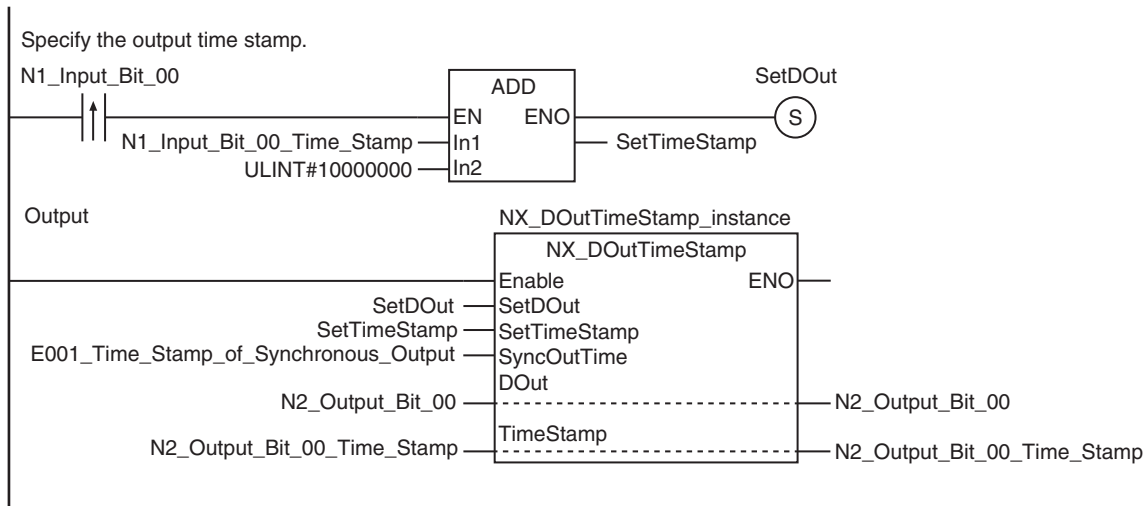 Specify the output time stamp.
N1_Input_Bit_00
SetDOut
ADD
EN ENO
S
N1_Input_Bit_00_Time_Stamp In1 SetTimeStamp
ULINT#10000000 In2
Output
NX_DOutTimeStamp_instance
NX_DOutTimeStamp
Enable ENO
SetDOut SetDOut
SetTimeStamp SetTimeStamp
E001_Time_Stamp_of_Synchronous_Output SyncOutTime
DOut
N2_Output_Bit_00 N2_Output_Bit_00
TimeStamp
N2_Output_Bit_00_Time_Stamp N2_Output_Bit_00_Time_Stamp